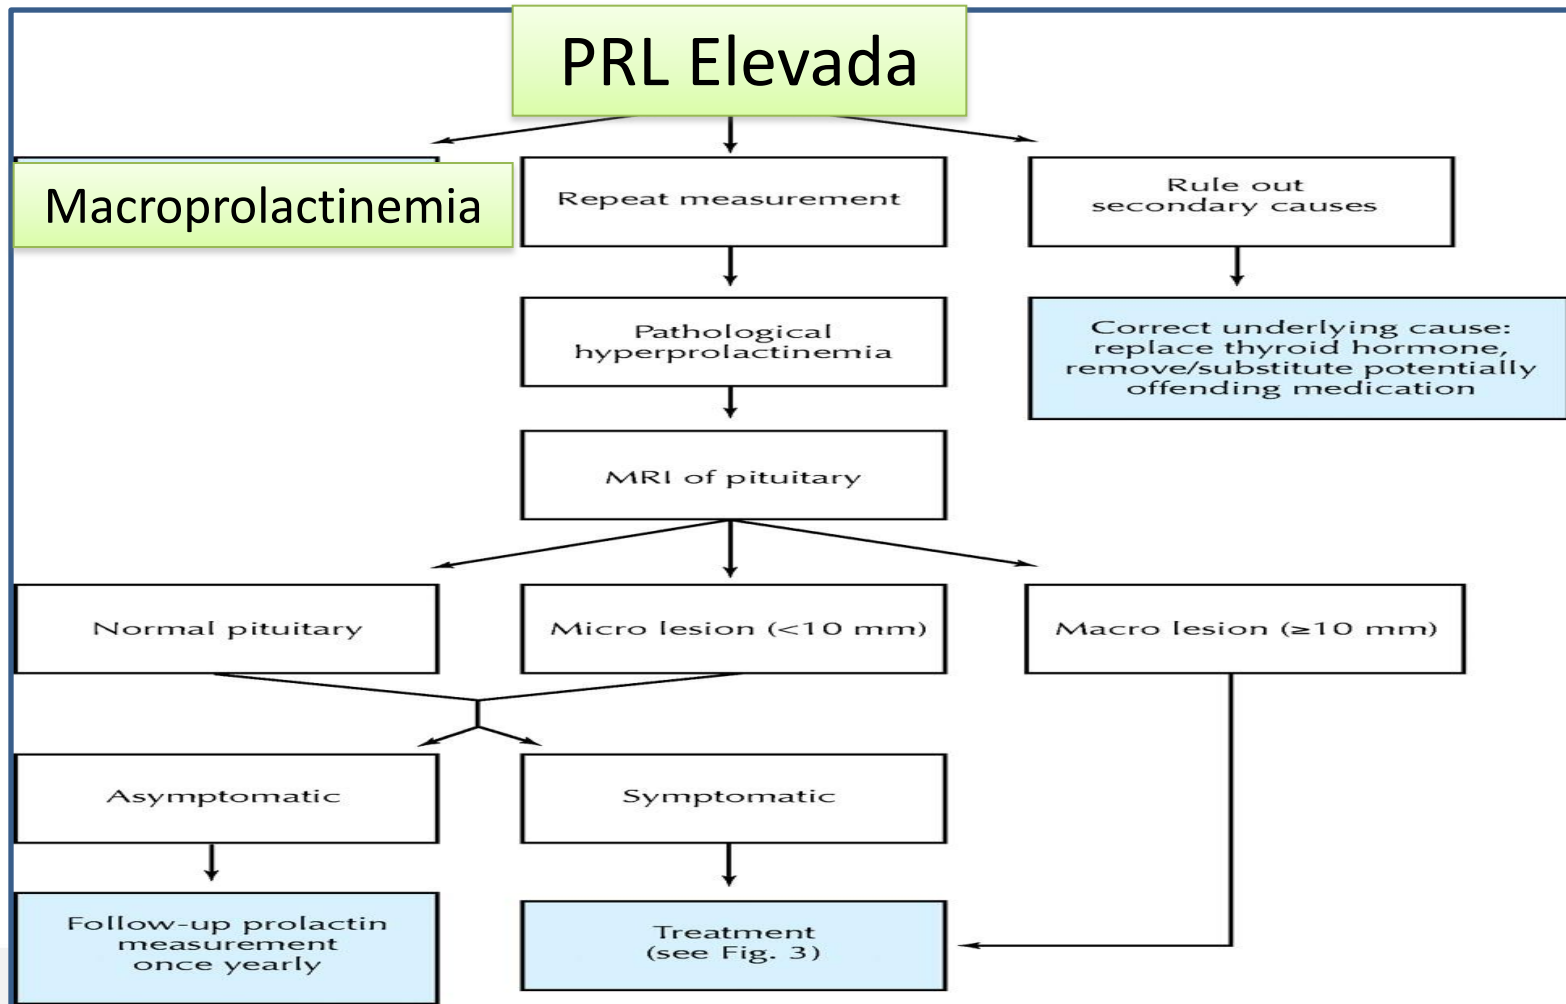 PRL Elevada
Macroprolactinemia
Repeat measurement
Rule out
secondary causes
Pathological
hyperprolactinemia
Correct underlying cause:
replace thyroid hormone,
remove/substitute potentially
offending medication
MRI of pituitary
Normal pituitary
Micro lesion (<10 mm)
Macro lesion (≥10 mm)
Asymptomatic
Symptomatic
Follow-up prolactin
measurement
once yearly
Treatment
(see Fig. 3)